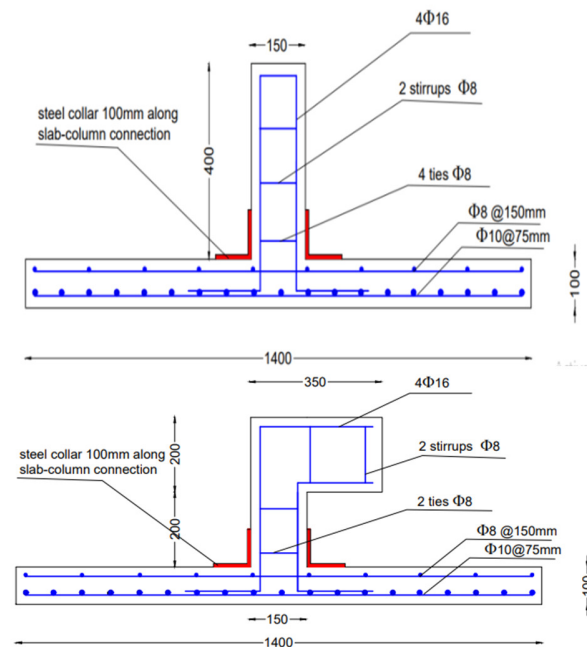 4Φ16
150
2 stirrups Φ8
steel collar 100mm along
slab-column connection
400
4 ties Φ8
Φ8 @150mm
Φ10@75mm
100
1400
350
4Φ16
200
2 stirrups Φ8
steel collar 100mm along
slab-column connection
200
2 ties Φ8
Φ8 @150mm
Φ10@75mm
100
150
1400